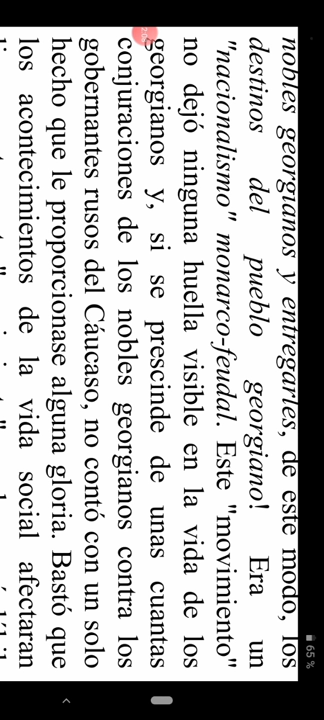 nobles georgianos y entregarles, de este modo, los
destinos del pueblo georgiano! Era un
"nacionalismo" monarco-feudal. Este "movimiento"
no dejó ninguna huella visible en la vida de los
georgianos y, si se prescinde de unas cuantas
conjuraciones de los nobles georgianos contra los
gobernantes rusos del Cáucaso, no contó con un solo
hecho que le proporcionase alguna gloria. Bastó que
los acontecimientos de la vida social afectaran
65 %